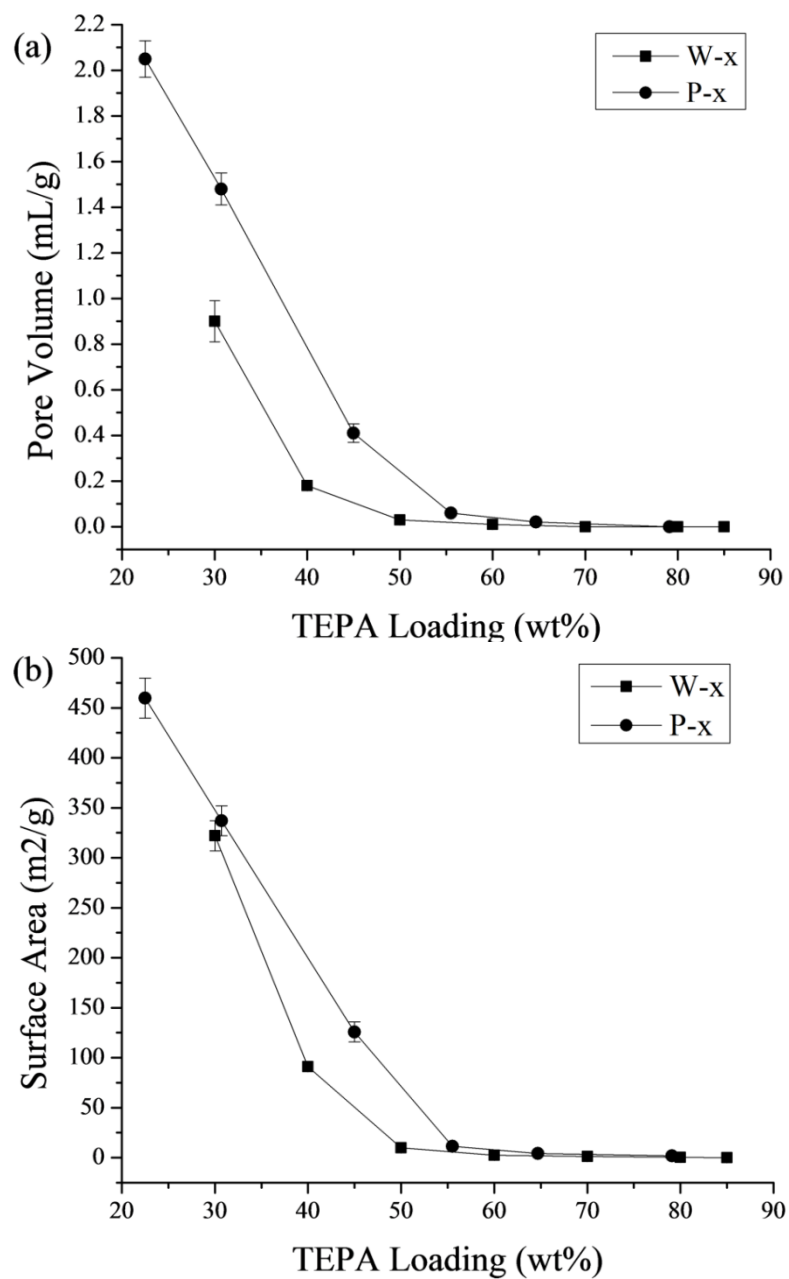 (a)
W-x
P-x
2.2
2.0
1.8
1.6
1.4
1.2
1.0
0.8
0.6
0.4
0.2
0.0
Pore Volume (mL/g)
20 30 40 50 60 70 80 90
TEPA Loading (wt%)
(b)
W-x
P-x
500
450
400
350
300
250
200
150
100
50
0
Surface Area (m2/g)
20 30 40 50 60 70 80 90
TEPA Loading (wt%)